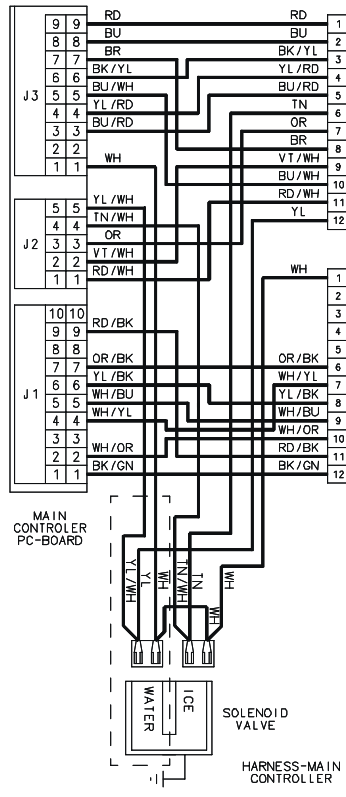 RD RD
9 9 1
BU BU
8 8 2
BR BK/YL
7 7 3
BK/YL YL/RD
6 6 4
BU/WH BU/RD
J3 5 5 5
YL/RD TN
4 4 6
BU/RD OR
3 3 7
BR
2 2 8
WH VT/WH
1 1 9
BU/WH
10
YL/WH RD/WH
5 5 11
TN/WH YL
4 4 12
OR
J2 3 3
VT/WH
2 2
RD/WH WH
1 1 1
2
10 10 3
RD/BK
9 9 4
8 8 5
OR/BK OR/BK
7 7 6
YL/BK WH/YL
J1 6 6 7
WH/BU YL/BK
5 5 8
WH/YL WH/BU
4 4 9
WH/OR
3 3 10
WH/OR RD/BK
2 2 11
BK/GN BK/GN
1 1 12
MAIN
CONTROLER
PC-BOARD
YL/WH
YL
WH
TN/WH
TN
WH
WH
WATER
ICE
SOLENOID
VALVE
HARNESS-MAIN
CONTROLLER